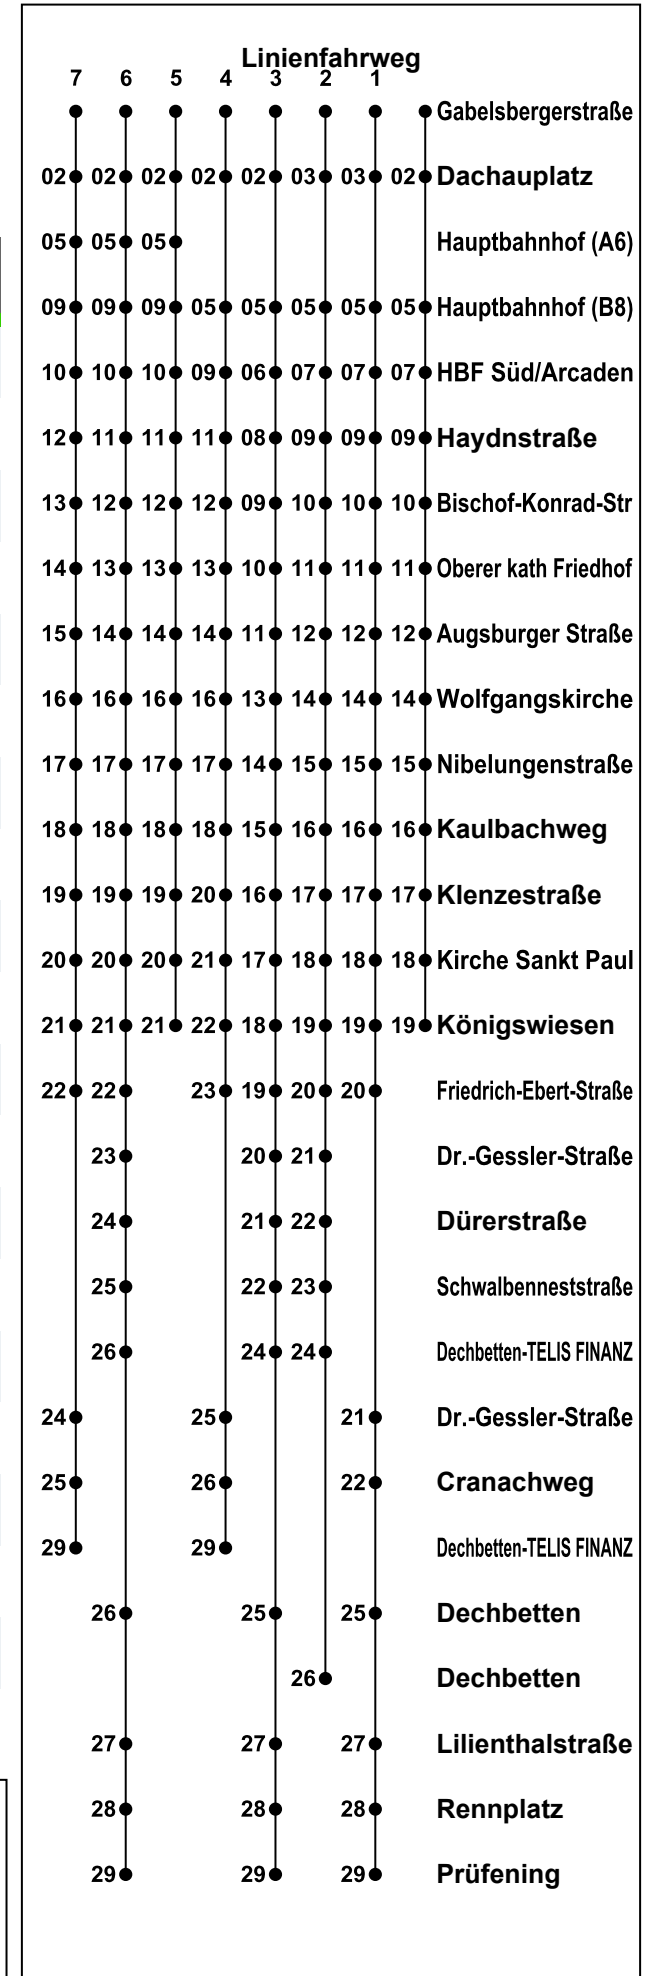 Linienfahrweg
7 6 5 4 3 2 1
Gabelsbergerstraße
02 02 02 02 02 03 03 02 Dachauplatz
05 05 05 Hauptbahnhof (A6)
09 09 09 05 05 05 05 05 Hauptbahnhof (B8)
10 10 10 09 06 07 07 07 HBF Süd/Arcaden
12 11 11 11 08 09 09 09 Haydnstraße
13 12 12 12 09 10 10 10 Bischof-Konrad-Str
14 13 13 13 10 11 11 11 Oberer kath Friedhof
15 14 14 14 11 12 12 12 Augsburger Straße
16 16 16 16 13 14 14 14 Wolfgangskirche
17 17 17 17 14 15 15 15 Nibelungenstraße
18 18 18 18 15 16 16 16 Kaulbachweg
19 19 19 20 16 17 17 17 Klenzestraße
20 20 20 21 17 18 18 18 Kirche Sankt Paul
21 21 21 22 18 19 19 19 Königswiesen
22 22 23 19 20 20 Friedrich-Ebert-Straße
23 20 21 Dr.-Gessler-Straße
24 21 22 Dürerstraße
25 22 23 Schwalbenneststraße
26 24 24 Dechbetten-TELIS FINANZ
24 25 21 Dr.-Gessler-Straße
25 26 22 Cranachweg
29 29 Dechbetten-TELIS FINANZ
26 25 25 Dechbetten
26 Dechbetten
27 27 27 Lilienthalstraße
28 28 28 Rennplatz
29 29 29 Prüfening